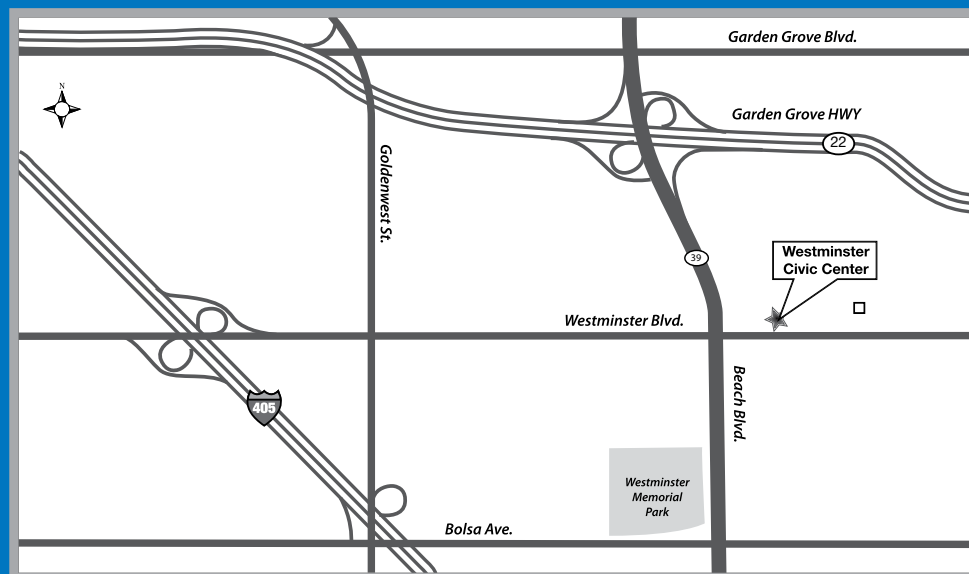 Garden Grove Blvd.
N
Garden Grove HWY
22
Goldenwest St.
Westminster
Civic Center
39
Westminster Blvd.
Beach Blvd.
405
Westminster
Memorial
Park
Bolsa Ave.